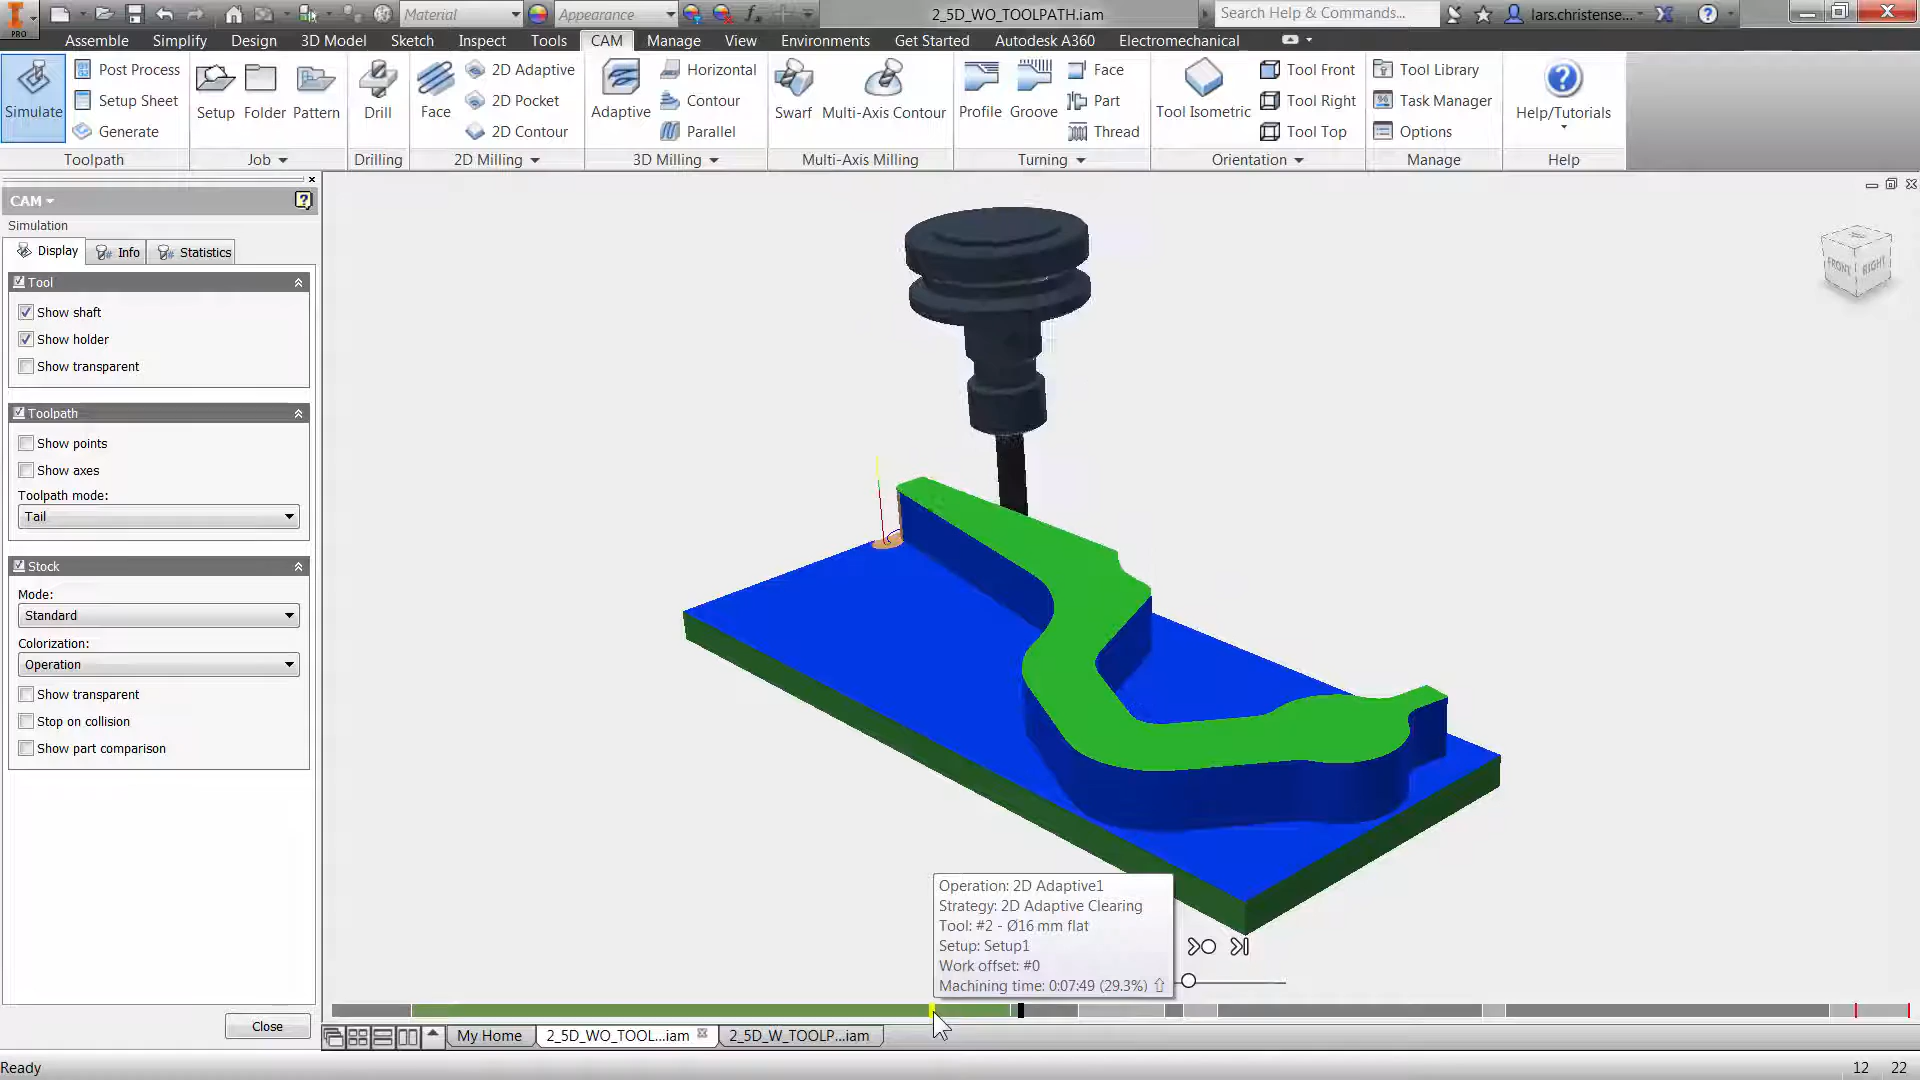 PRO
Material
Appearance
2_5D_WO_TOOLPATH.iam
Search Help & Commands...
lars.christense...
Assemble
Simplify
Design
3D Model
Sketch
Inspect
Tools
CAM
Manage
View
Environments
Get Started
Autodesk A360
Electromechanical
Simulate
Post Process
Setup Sheet
Generate
Toolpath
Setup
Folder
Pattern
Job
Drill
Drilling
Face
2D Adaptive
2D Pocket
2D Contour
2D Milling
Adaptive
Horizontal
Contour
Parallel
3D Milling
Swarf
Multi-Axis Contour
Multi-Axis Milling
Profile
Groove
Face
Part
Thread
Turning
Tool Isometric
Tool Front
Tool Right
Tool Top
Orientation
Tool Library
Task Manager
Options
Manage
Help/Tutorials
Help
CAM
Simulation
Display
Info
Statistics
Tool
Show shaft
Show holder
Show transparent
Toolpath
Show points
Show axes
Toolpath mode:
Tail
Stock
Mode:
Standard
Colorization:
Operation
Show transparent
Stop on collision
Show part comparison
Close
FRONT
RIGHT
Operation: 2D Adaptive1
Strategy: 2D Adaptive Clearing
Tool: #2 - Ø16 mm flat
Setup: Setup1
Work offset: #0
Machining time: 0:07:49 (29.3%)
My Home
2_5D_WO_TOOL...iam
2_5D_W_TOOLP...iam
Ready
12
22